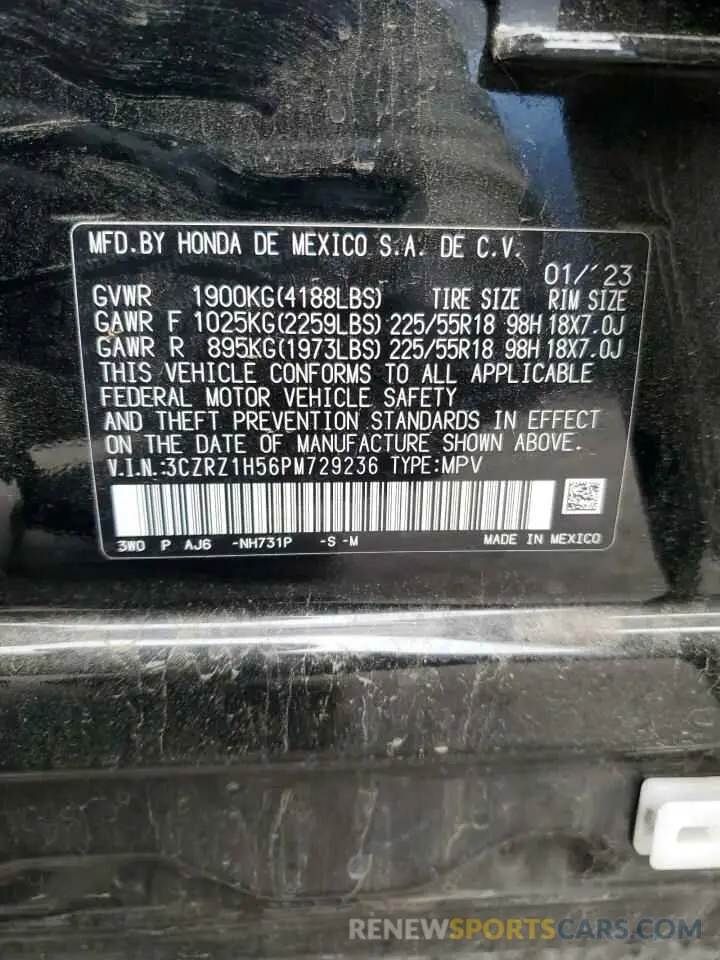 MFD.BY HONDA DE MEXICO S.A. DE C.V.
01/´23
GVWR 1900KG(4188LBS) TIRE SIZE RIM SIZE
GAWR F 1025KG(2259LBS) 225/55R18 98H 18X7.0J
GAWR R 895KG(1973LBS) 225/55R18 98H 18X7.0J
THIS VEHICLE CONFORMS TO ALL APPLICABLE
FEDERAL MOTOR VEHICLE SAFETY
AND THEFT PREVENTION STANDARDS IN EFFECT
ON THE DATE OF MANUFACTURE SHOWN ABOVE.
V.I.N.:3CZRZ1H56PM729236 TYPE:MPV
3W0 P AJ6 -NH731P -S -M MADE IN MEXICO
RENEWSPORTSCARS.COM